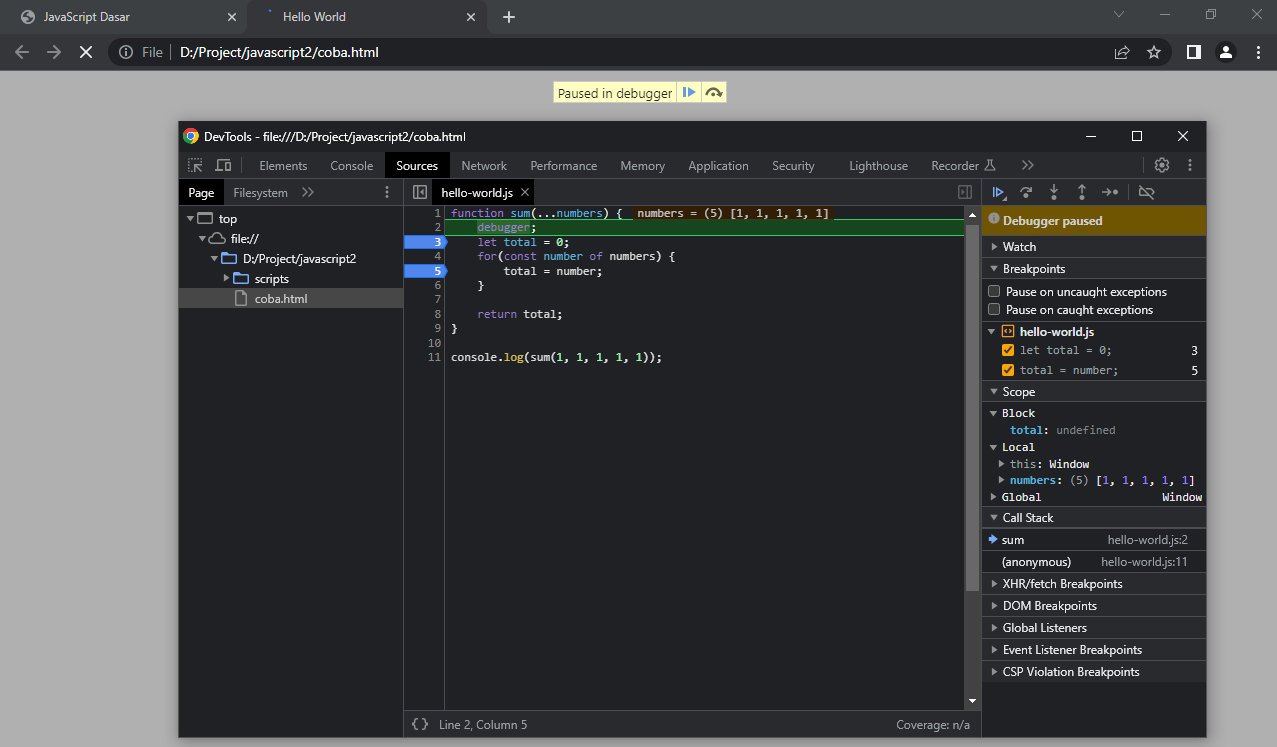 JavaScript Dasar
Hello World
File
D:/Project/javascript2/coba.html
Paused in debugger
DevTools - file:///D:/Project/javascript2/coba.html
Elements Console Sources Network Performance Memory Application Security Lighthouse Recorder
Page Filesystem
top
file://
D:/Project/javascript2
scripts
coba.html
hello-world.js
1 function sum(...numbers) { numbers = (5) [1, 1, 1, 1, 1]
2 debugger;
3 let total = 0;
4 for(const number of numbers) {
5 total = number;
6 }
7
8 return total;
9 }
10
11 console.log(sum(1, 1, 1, 1, 1));
{ } Line 2, Column 5
Coverage: n/a
Debugger paused
Watch
Breakpoints
Pause on uncaught exceptions
Pause on caught exceptions
hello-world.js
let total = 0; 3
total = number; 5
Scope
Block
total: undefined
Local
this: Window
numbers: (5) [1, 1, 1, 1, 1]
Global Window
Call Stack
sum hello-world.js:2
(anonymous) hello-world.js:11
XHR/fetch Breakpoints
DOM Breakpoints
Global Listeners
Event Listener Breakpoints
CSP Violation Breakpoints